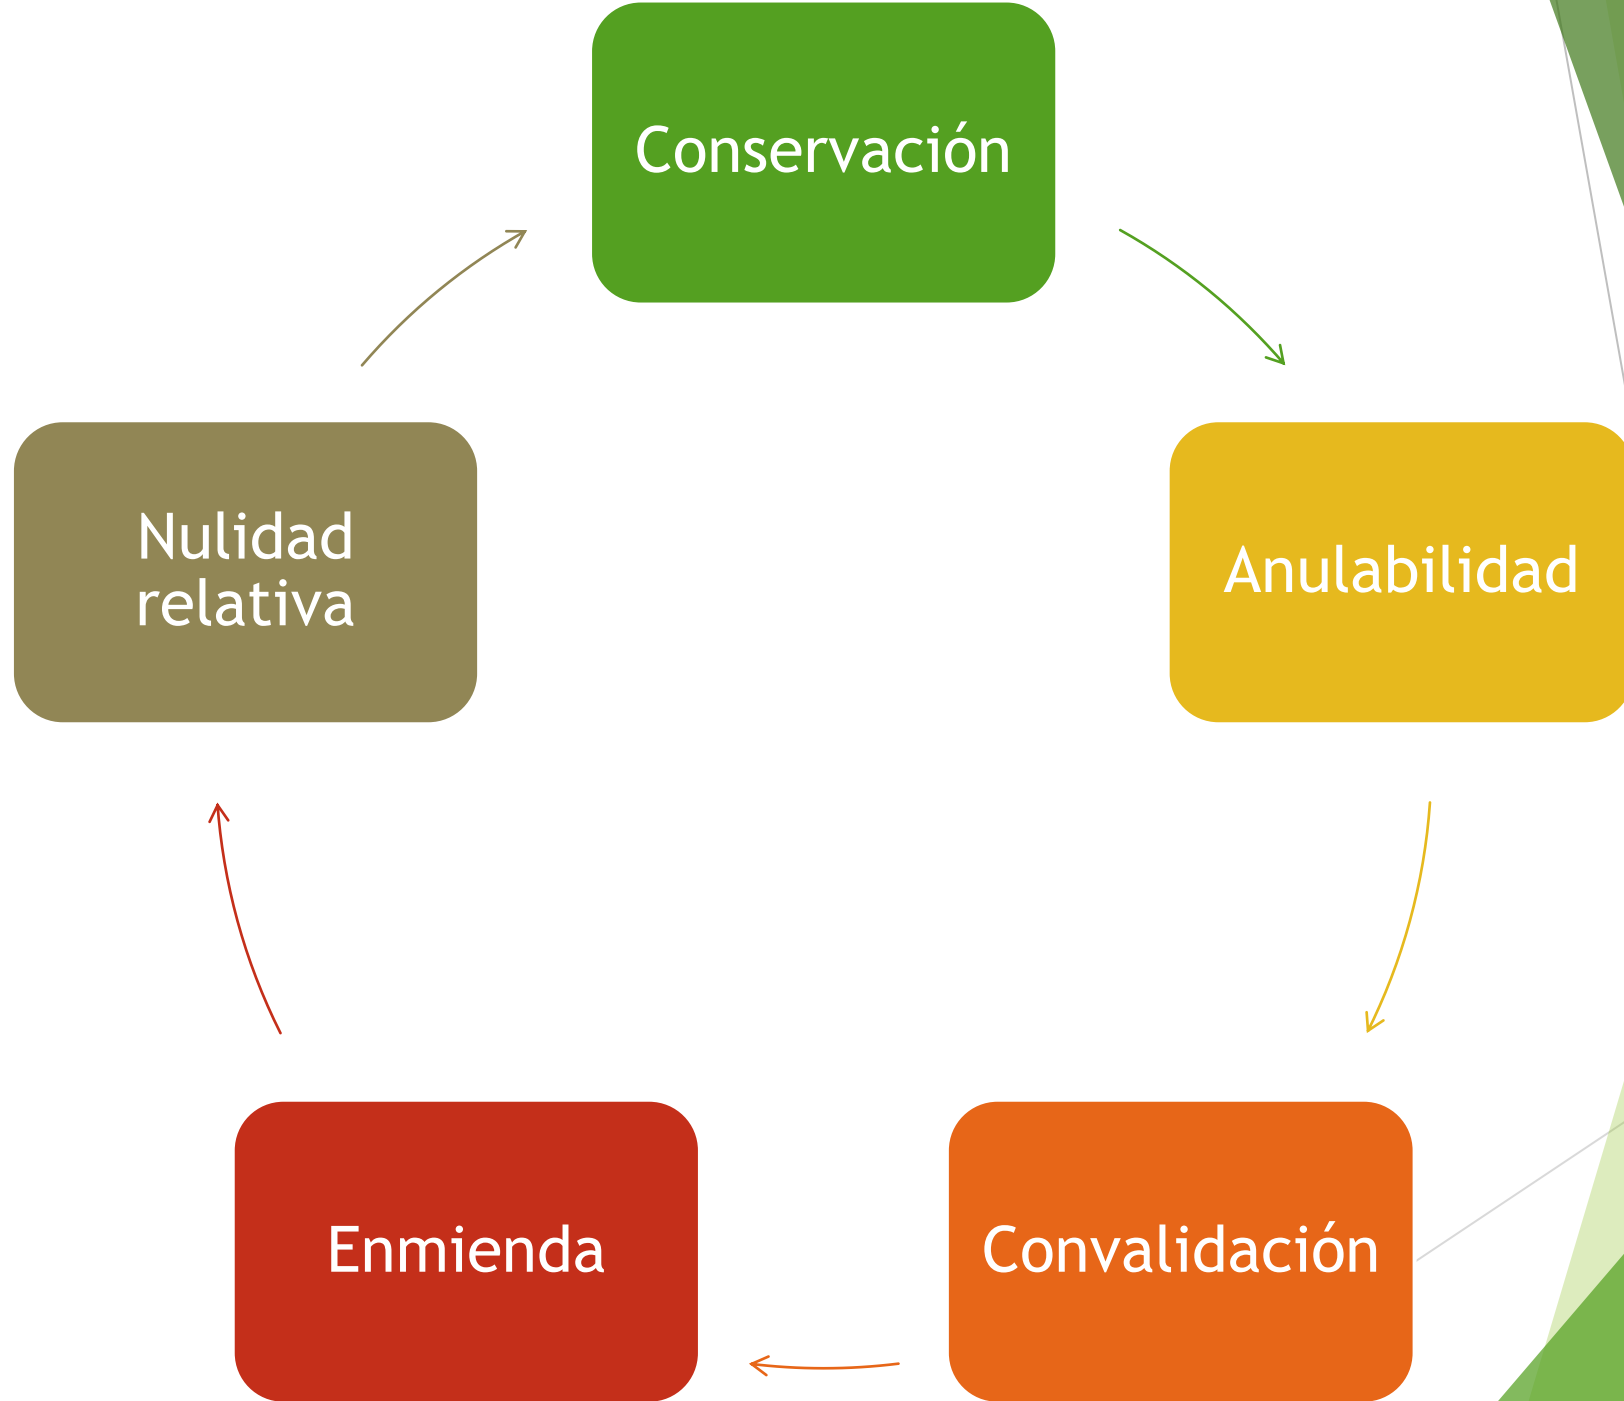 Conservación
Anulabilidad
Convalidación
Enmienda
Nulidad
relativa